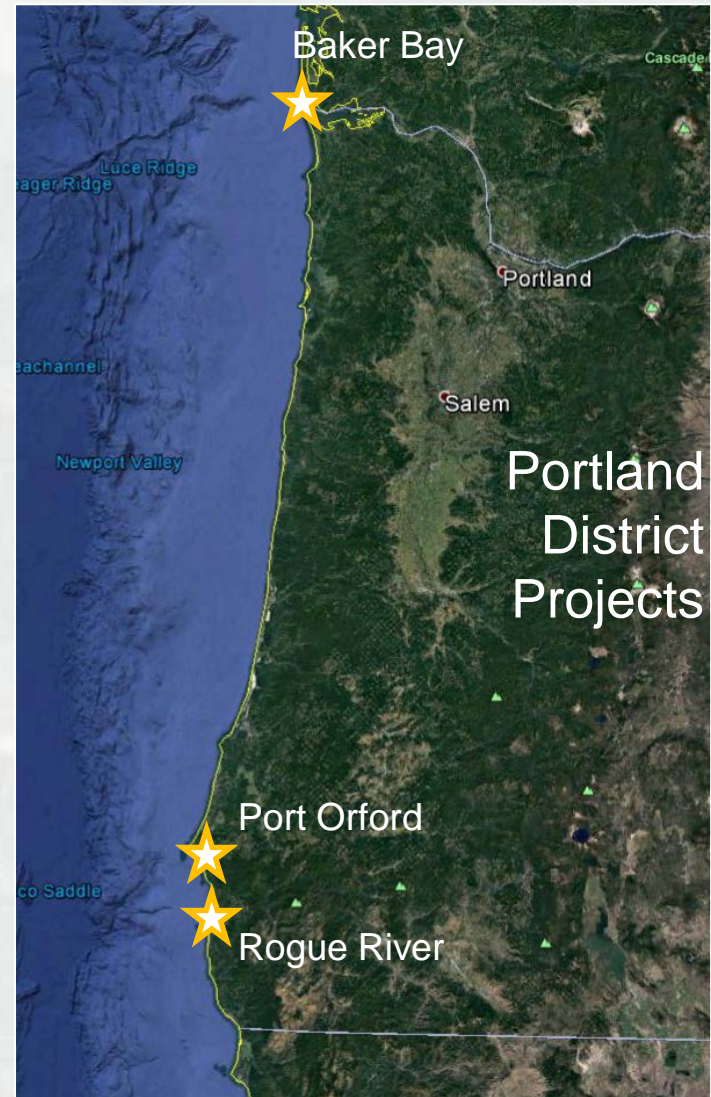 Baker Bay
Cascade
Luce Ridge
eager Ridge
Portland
eachannel
Salem
Newport Valley
Portland
District
Projects
Port Orford
co Saddle
Rogue River